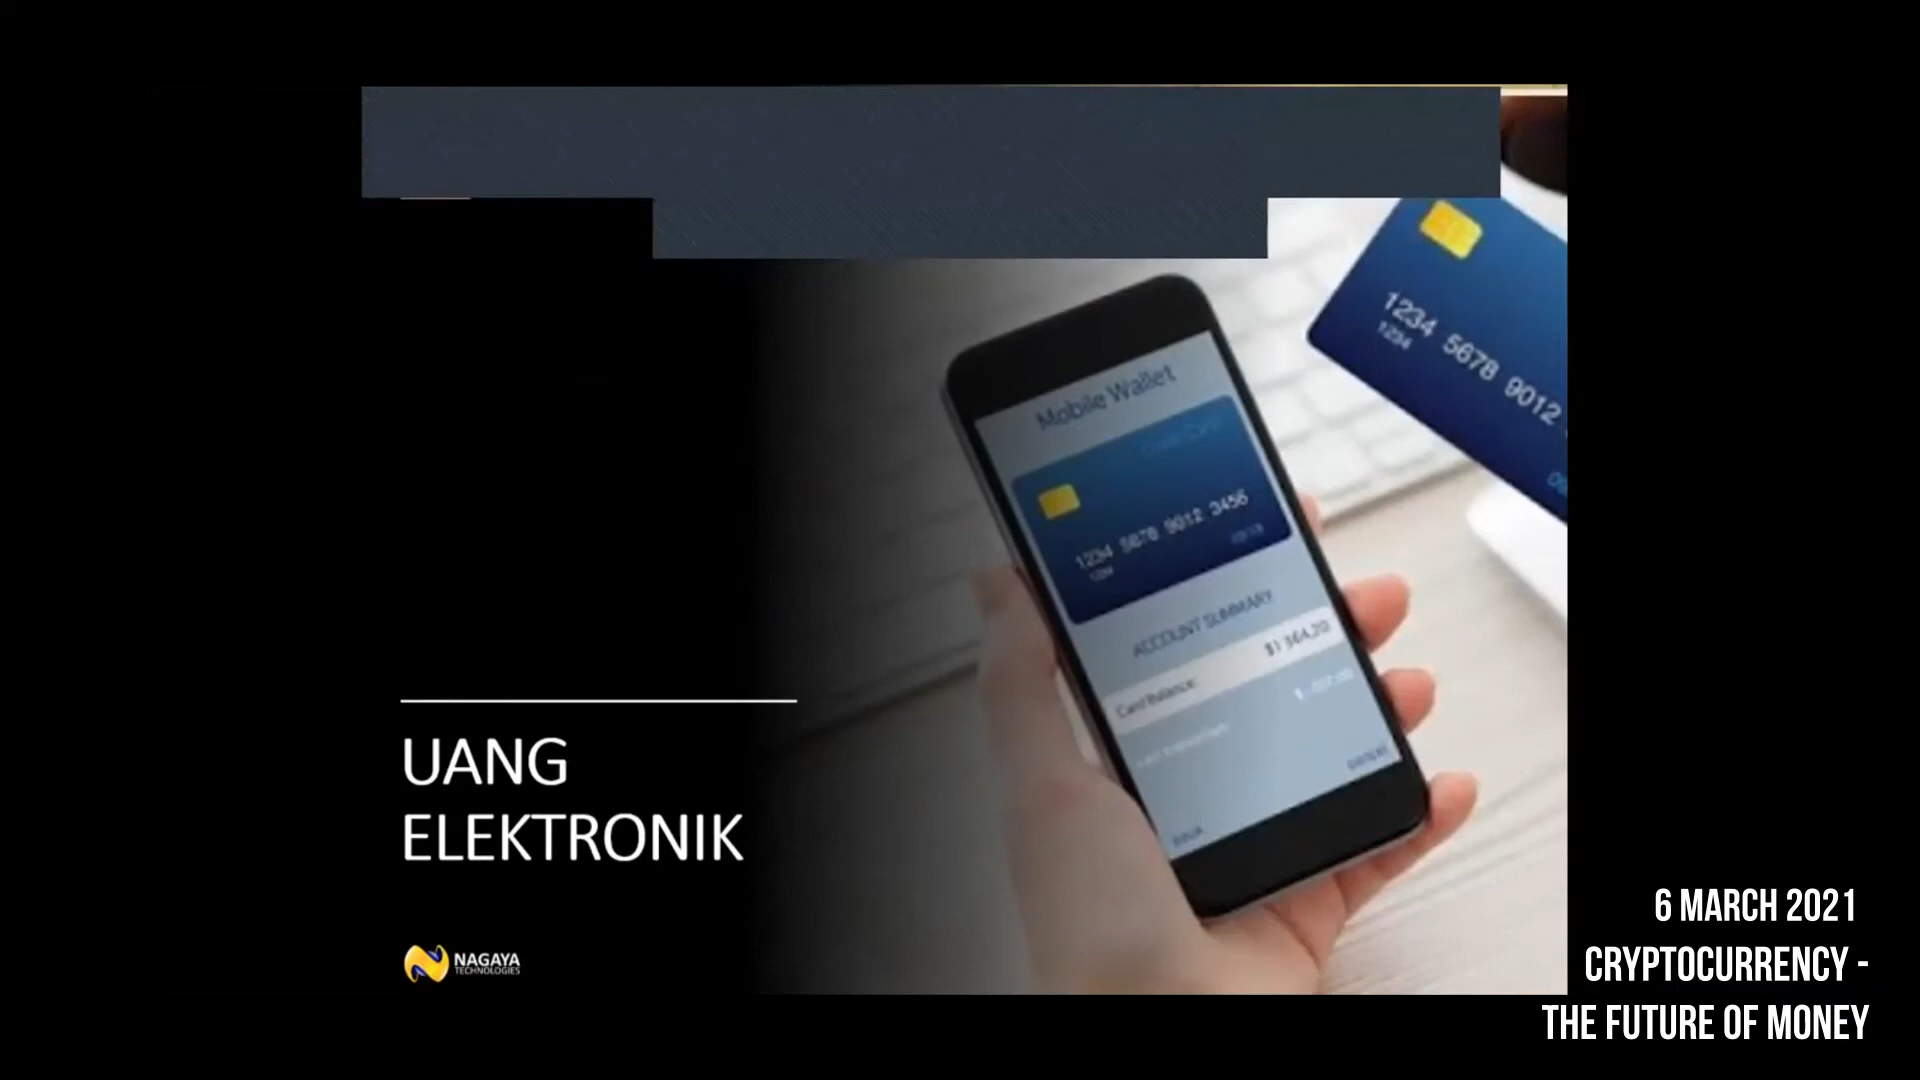 1234 5678 9012
1234
Mobile Wallet
1234 5678 9012 3456
ACCOUNT SUMMARY
Card Balance:
UANG
ELEKTRONIK
NAGAYA
TECHNOLOGIES
6 MARCH 2021
CRYPTOCURRENCY -
THE FUTURE OF MONEY